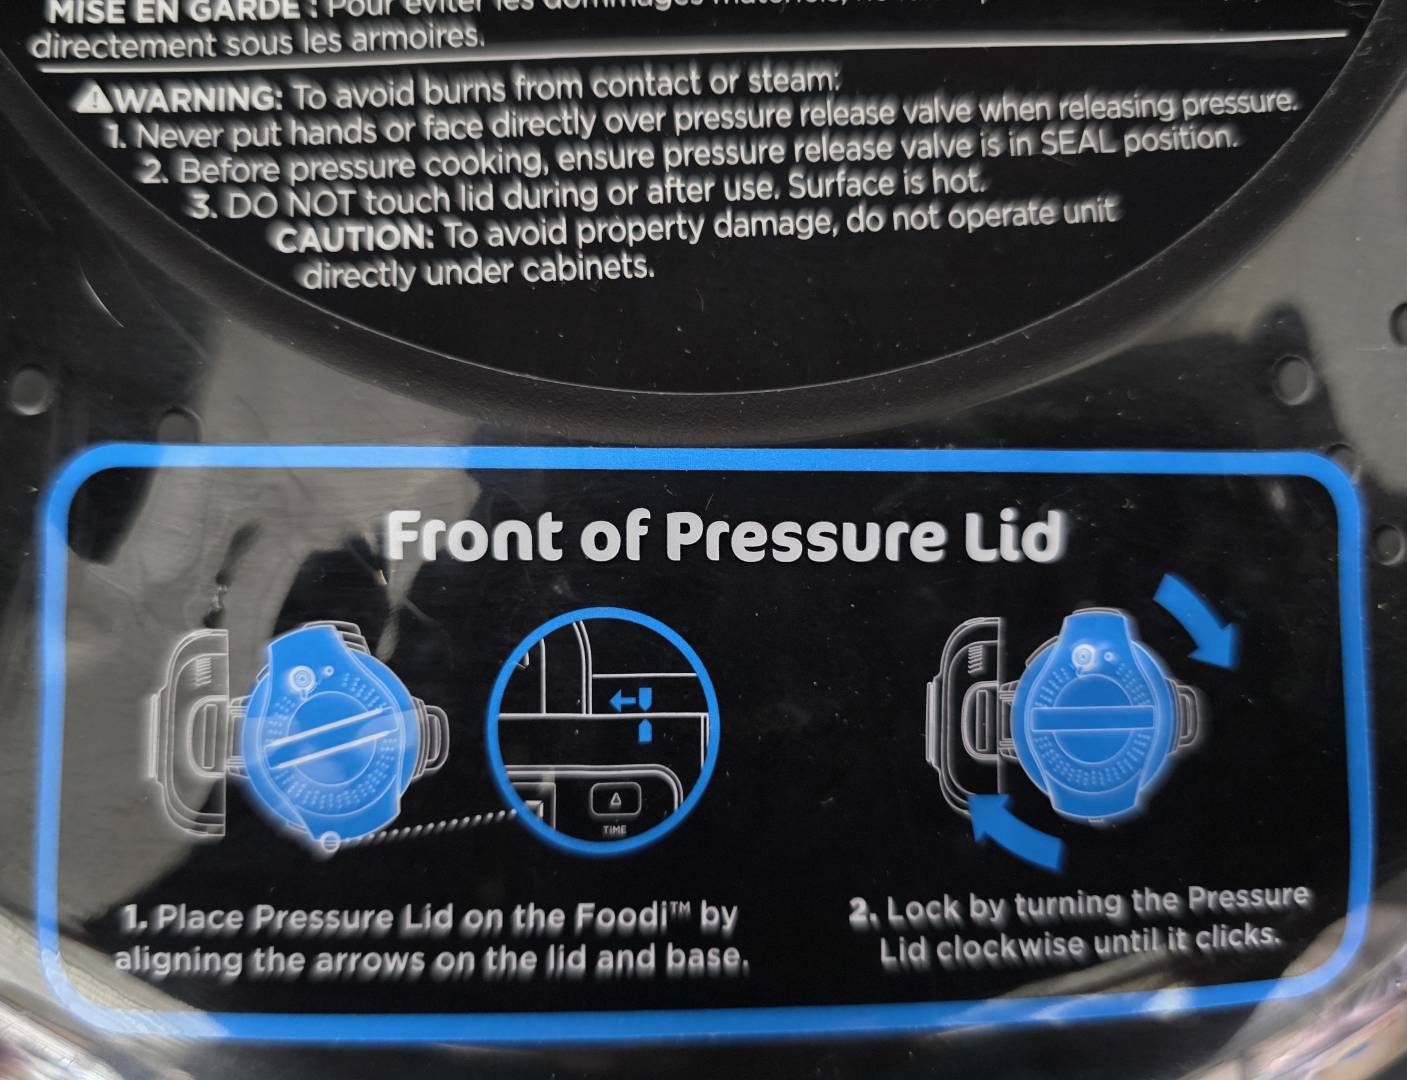 MISE EN GARDE : Pour éviter les dommages matériels,
directement sous les armoires.
WARNING: To avoid burns from contact or steam:
1. Never put hands or face directly over pressure release valve when releasing pressure.
2. Before pressure cooking, ensure pressure release valve is in SEAL position.
3. DO NOT touch lid during or after use. Surface is hot.
CAUTION: To avoid property damage, do not operate unit
directly under cabinets.
Front of Pressure Lid
TIME
1. Place Pressure Lid on the Foodi™ by
aligning the arrows on the lid and base.
2. Lock by turning the Pressure
Lid clockwise until it clicks.